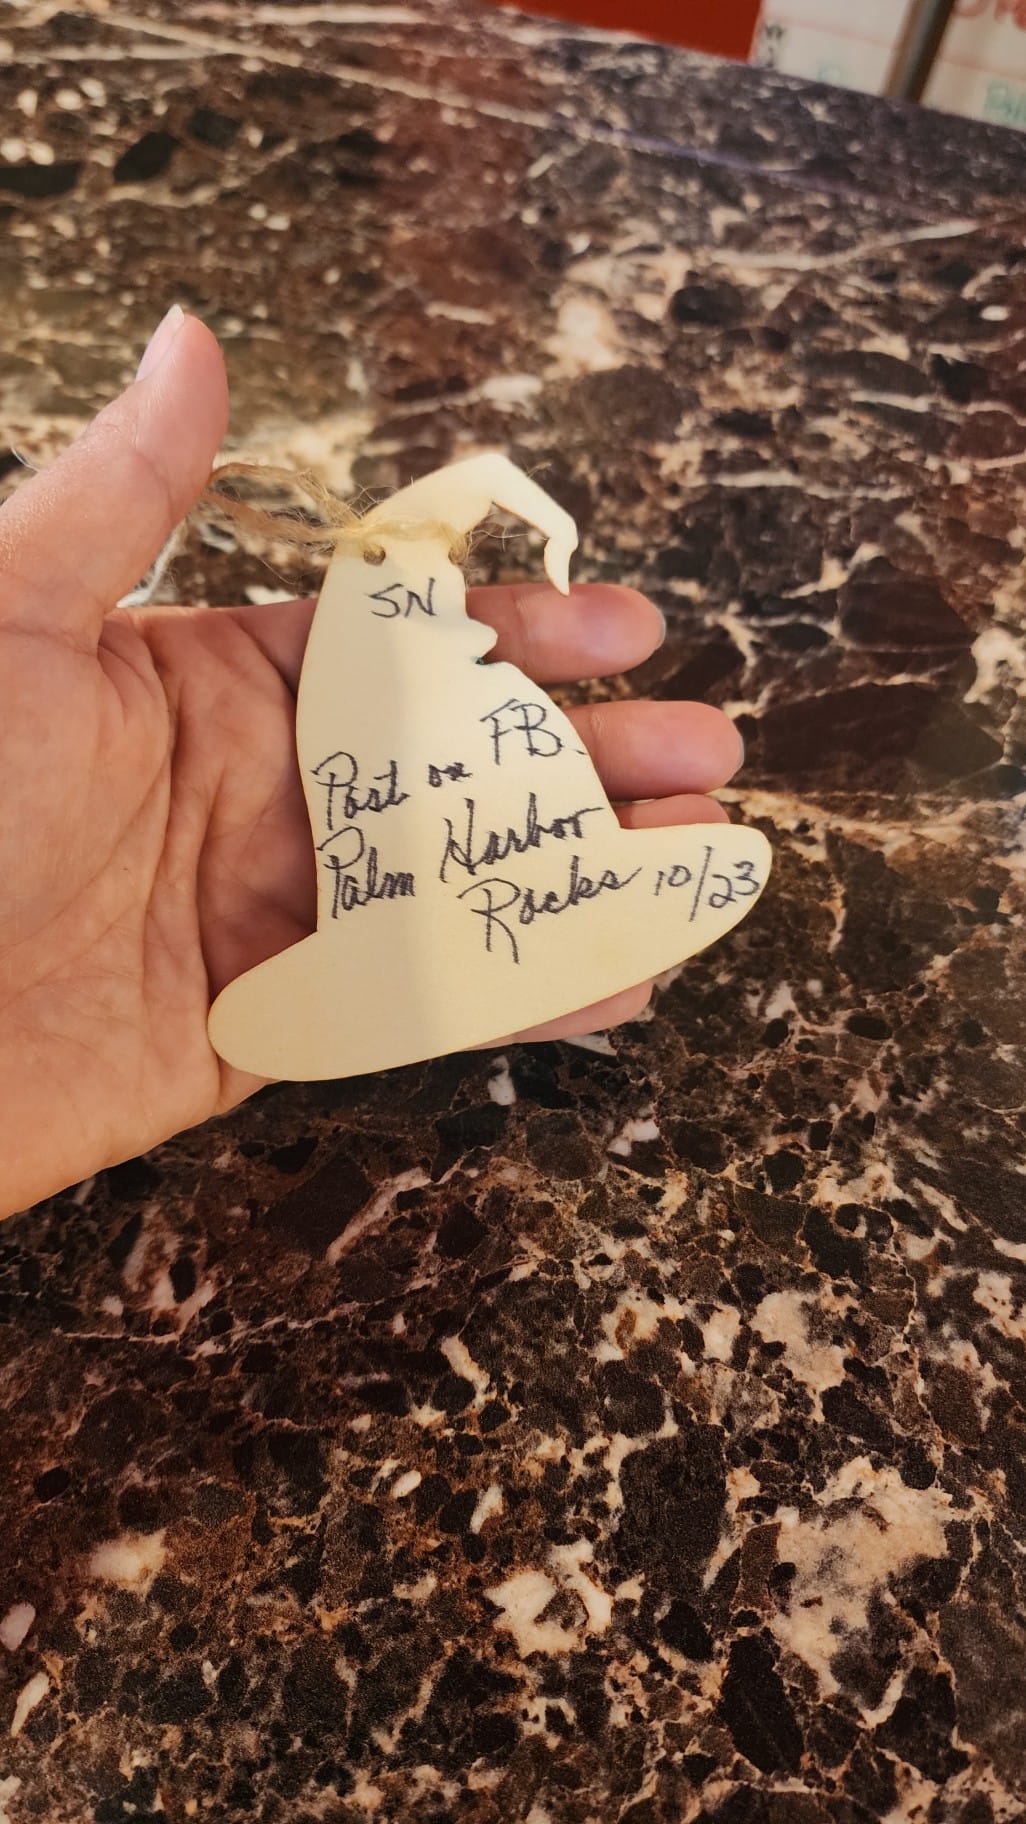 SN
Post on FB.
Palm Harbor
Rocks 10/23